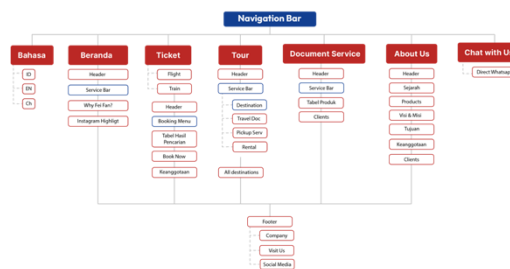 Navigation Bar
Bahasa
ID
EN
Ch
Beranda
Header
Service Bar
Why Fei Fan?
Instagram Highligt
Ticket
Flight
Train
Header
Booking Menu
Tabel Hasil
Pencarian
Book Now
Keanggotaan
Tour
Header
Service Bar
Destination
Travel Doc
Pickup Serv
Rental
All destinations
Document Service
Header
Service Bar
Tabel Produk
Clients
About Us
Header
Sejarah
Products
Visi & Misi
Tujuan
Keanggotaan
Clients
Chat with Us
Direct Whatsapp
Footer
Company
Visit Us
Social Media